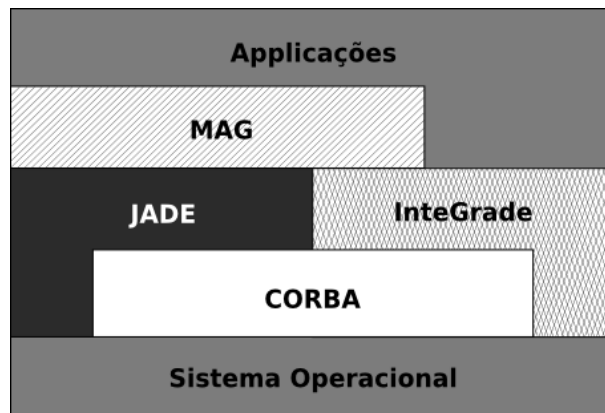 Applicações
MAG
JADE
InteGrade
CORBA
Sistema Operacional